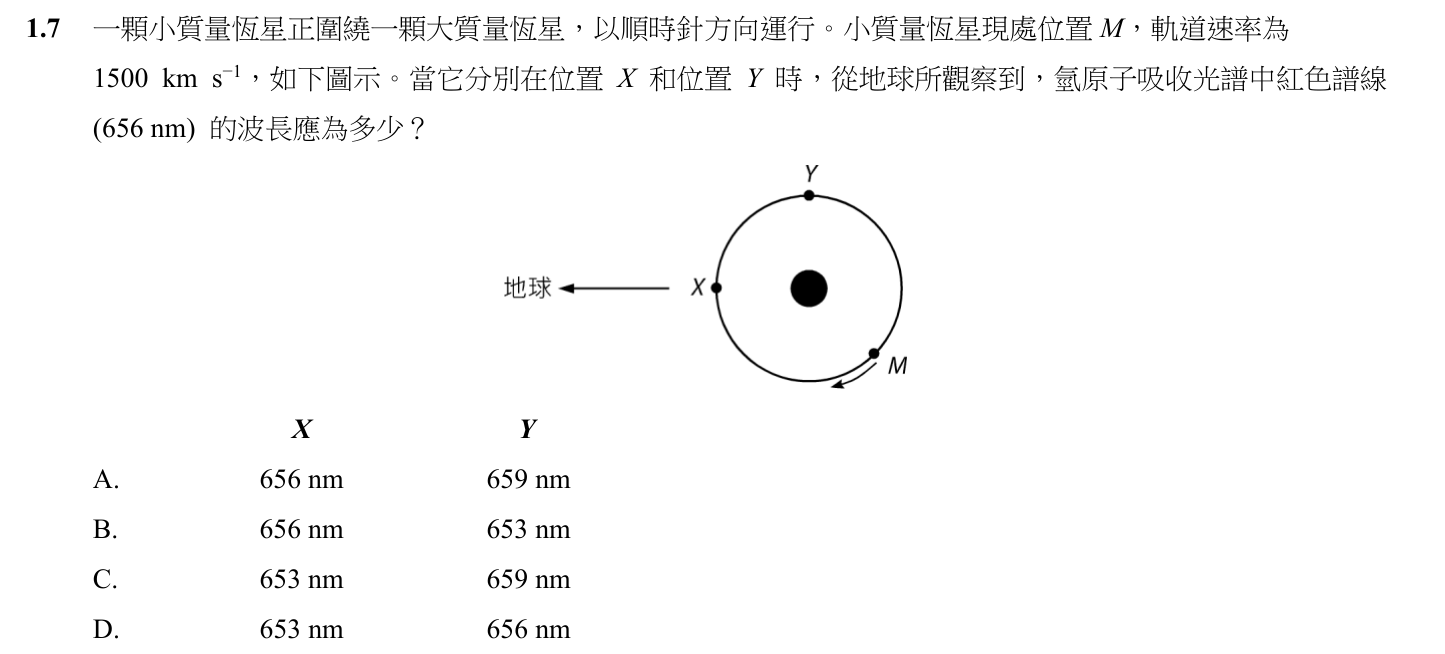 1.7 一顆小質量恆星正圍繞一顆大質量恆星，以順時針方向運行。小質量恆星現處位置 M，軌道速率為
1500 km s⁻¹，如下圖示。當它分別在位置 X 和位置 Y 時，從地球所觀察到，氫原子吸收光譜中紅色譜線
(656 nm) 的波長應為多少？
Y
地球 X
M
X Y
A. 656 nm 659 nm
B. 656 nm 653 nm
C. 653 nm 659 nm
D. 653 nm 656 nm